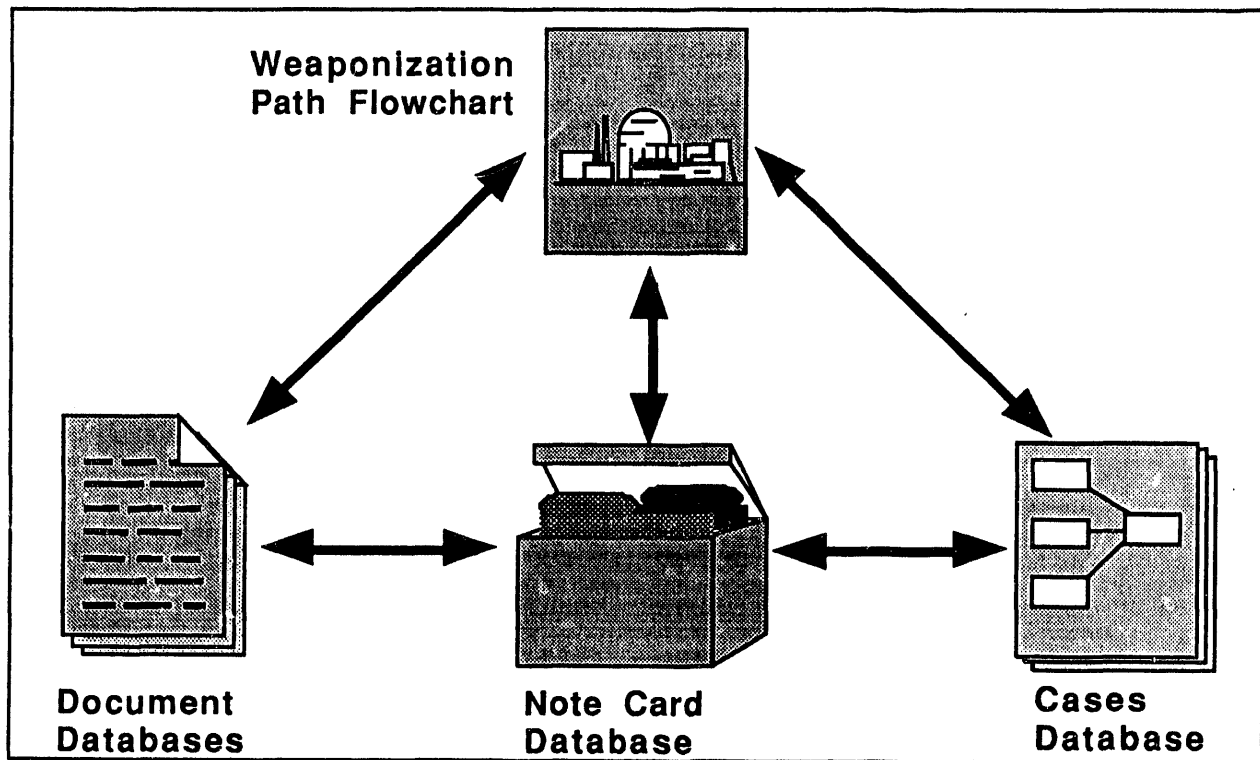 Weaponization
Path Flowchart
Document
Databases
Note Card
Database
Cases
Database